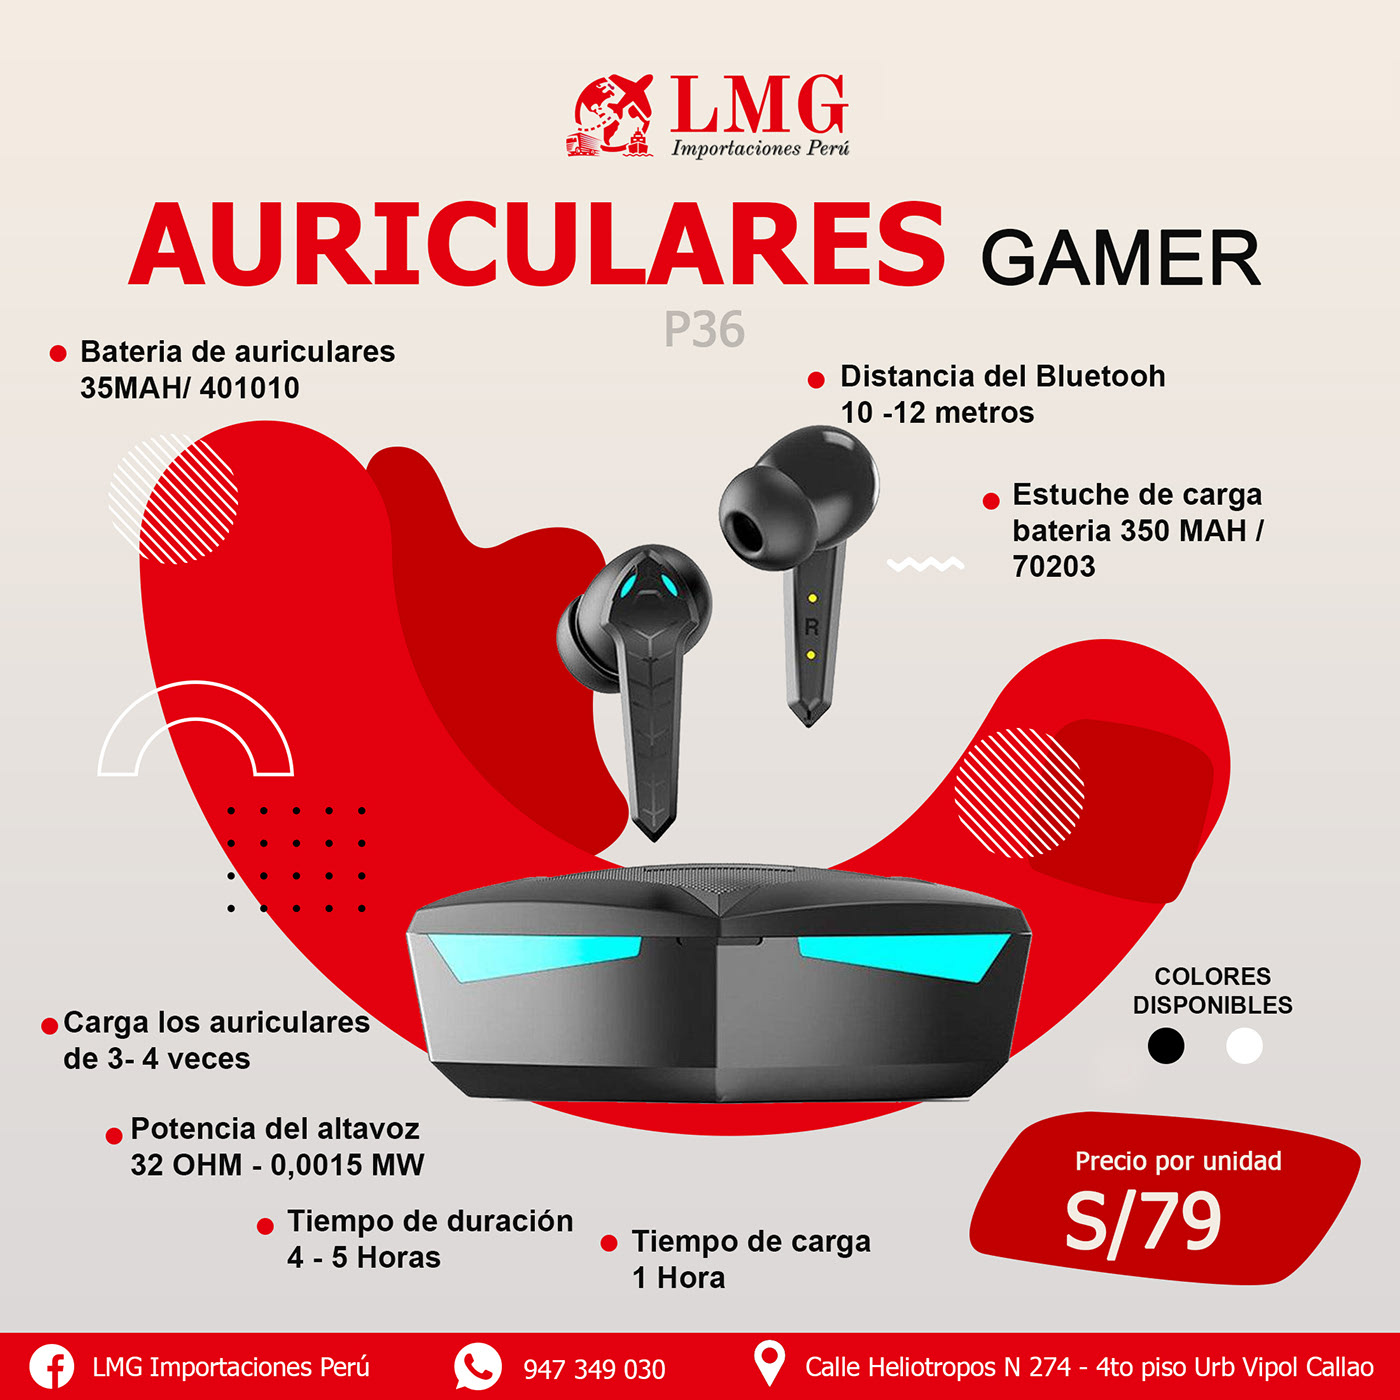 LMG
Importaciones Perú
AURICULARES GAMER
P36
Bateria de auriculares
35MAH/ 401010
Distancia del Bluetooh
10 -12 metros
Estuche de carga
bateria 350 MAH /
70203
R
COLORES
DISPONIBLES
Carga los auriculares
de 3- 4 veces
Potencia del altavoz
32 OHM - 0,0015 MW
Tiempo de duración
4 - 5 Horas
Tiempo de carga
1 Hora
Precio por unidad
S/79
LMG Importaciones Perú
947 349 030
Calle Heliotropos N 274 - 4to piso Urb Vipol Callao